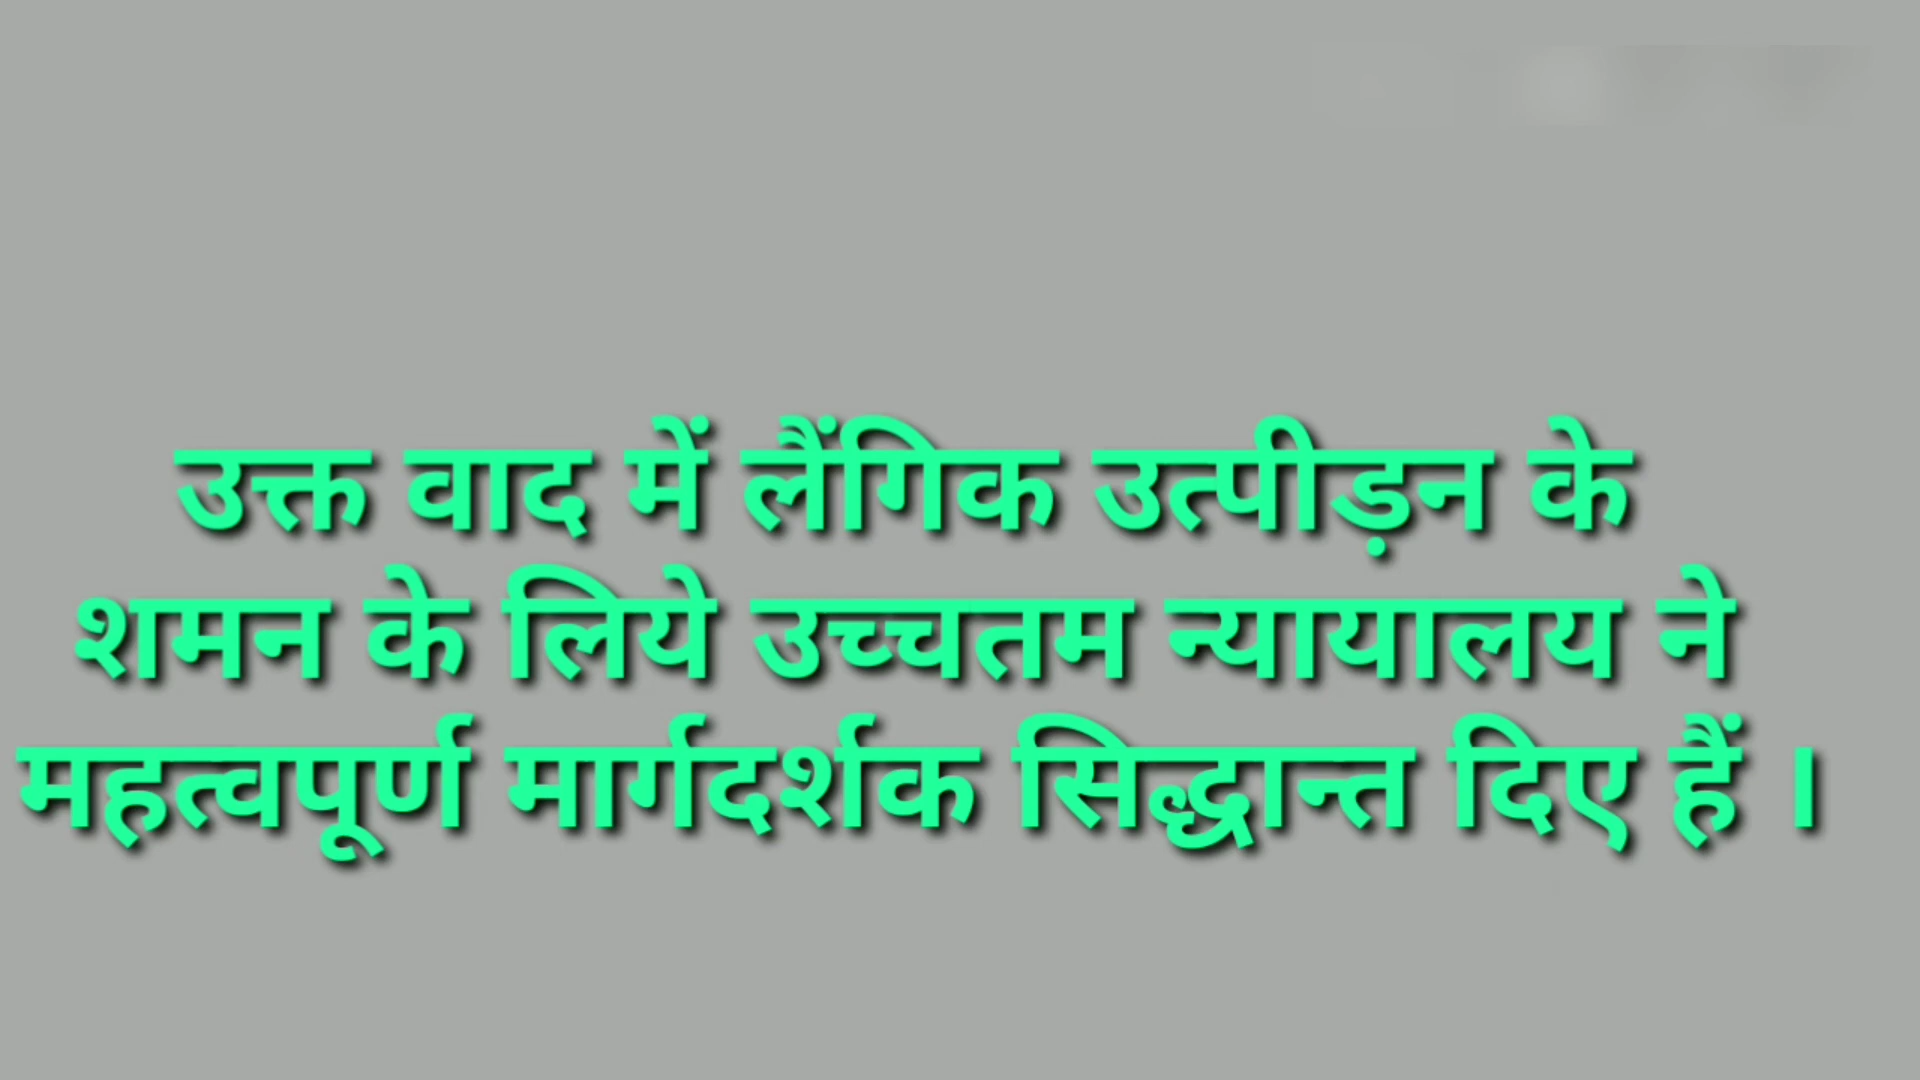 उक्त वाद में लैंगिक उत्पीड़न के
शमन के लिये उच्चतम न्यायालय ने
महत्वपूर्ण मार्गदर्शक सिद्धान्त दिए हैं ।